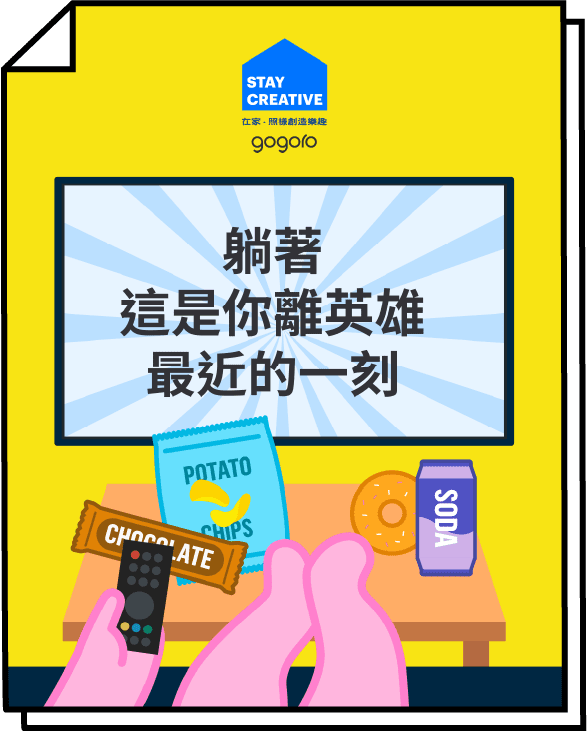 STAY
CREATIVE
在家·照樣創造樂趣
gogoro
躺著
這是你離英雄
最近的一刻
POTATO
CHIPS
CHOCOLATE
SODA